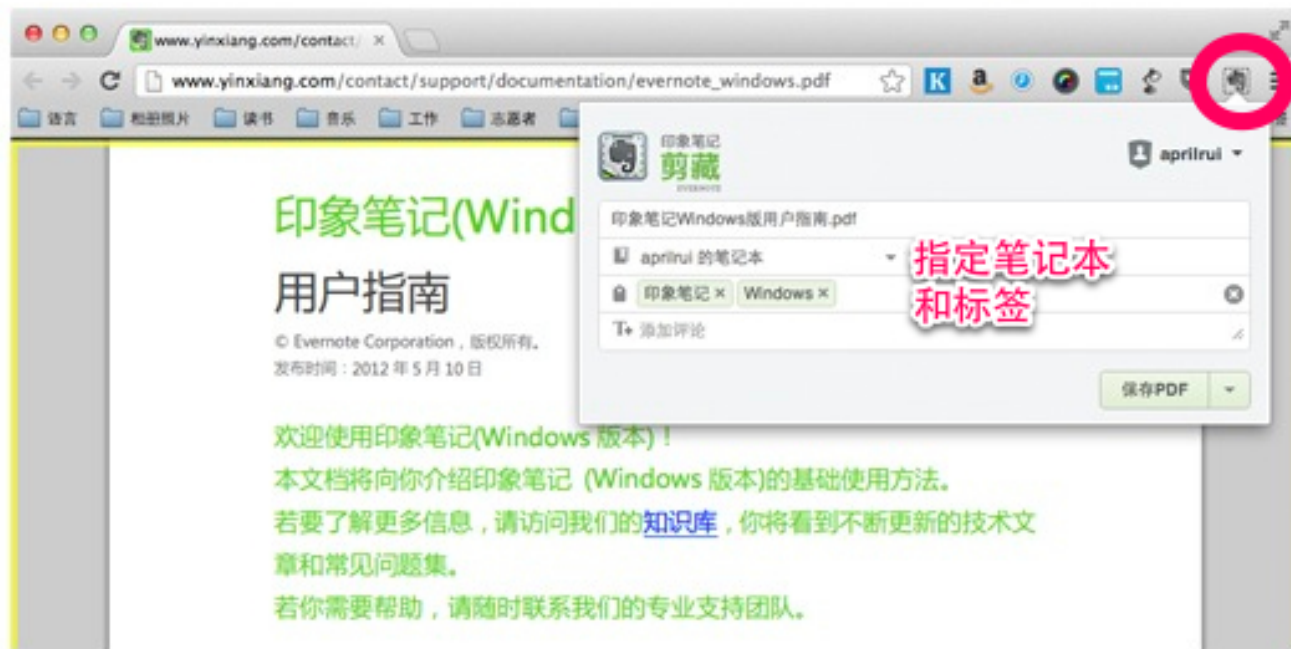 www.yinxiang.com/contact/
www.yinxiang.com/contact/support/documentation/evernote_windows.pdf
语言 相册照片 读书 音乐 工作 志愿者
印象笔记
剪藏
EVERNOTE
aprilrui
印象笔记Windows版用户指南.pdf
aprilrui 的笔记本
印象笔记 × Windows ×
添加评论
指定笔记本
和标签
保存PDF
印象笔记(Wind
用户指南
© Evernote Corporation，版权所有。
发布时间：2012 年 5 月 10 日
欢迎使用印象笔记(Windows 版本)！
本文档将向你介绍印象笔记 (Windows 版本)的基础使用方法。
若要了解更多信息，请访问我们的知识库，你将看到不断更新的技术文
章和常见问题集。
若你需要帮助，请随时联系我们的专业支持团队。